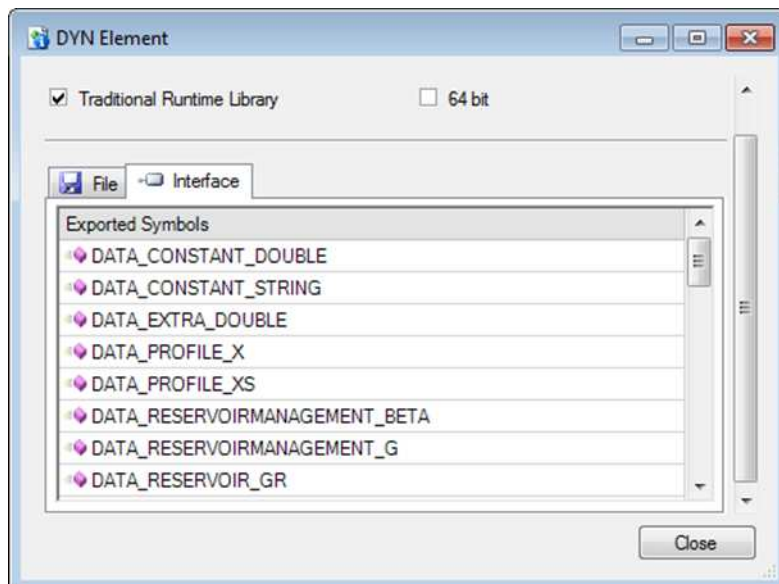 DYN Element
Traditional Runtime Library 64 bit
File Interface
Exported Symbols
DATA_CONSTANT_DOUBLE
DATA_CONSTANT_STRING
DATA_EXTRA_DOUBLE
DATA_PROFILE_X
DATA_PROFILE_XS
DATA_RESERVOIRMANAGEMENT_BETA
DATA_RESERVOIRMANAGEMENT_G
DATA_RESERVOIR_GR
Close